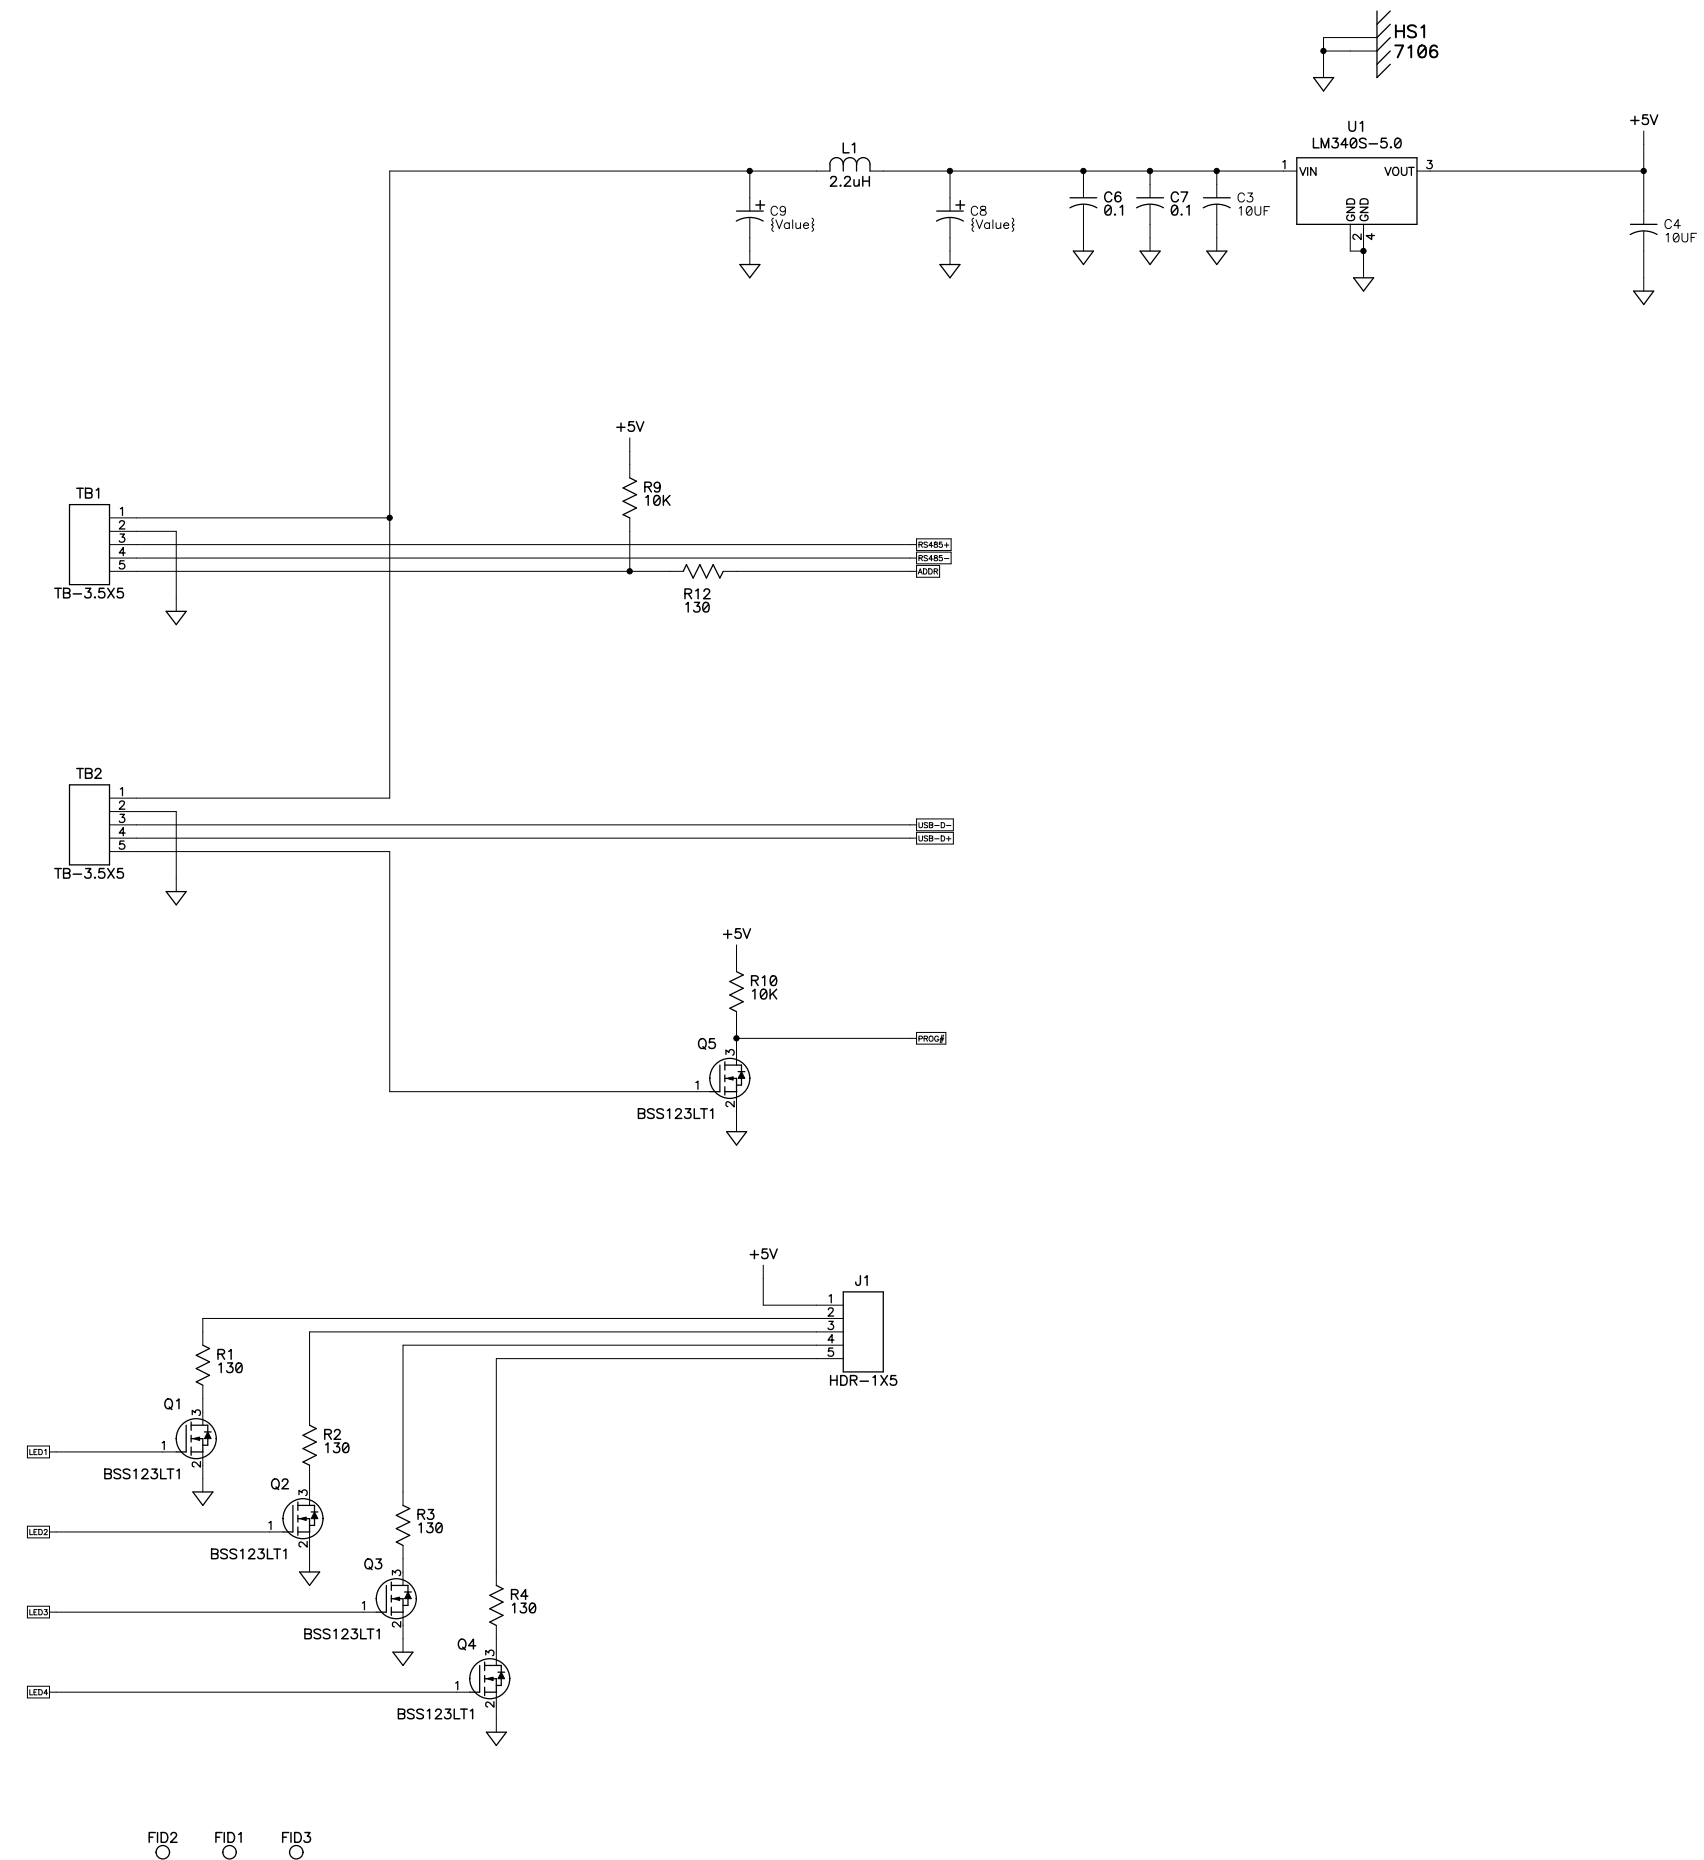 HS1
7106
U1
LM340S-5.0
+5V
L1
2.2uH
1
VIN
VOUT
3
GND
GND
2
4
C9
{Value}
C8
{Value}
C6
0.1
C7
0.1
C3
10UF
C4
10UF
+5V
R9
10K
TB1
1
2
3
4
5
TB-3.5X5
RS485+
RS485-
ADDR
R12
130
TB2
1
2
3
4
5
TB-3.5X5
USB-D-
USB-D+
+5V
R10
10K
PROG#
Q5
3
1
2
BSS123LT1
+5V
J1
1
2
3
4
5
HDR-1X5
R1
130
Q1
3
1
2
LED1
BSS123LT1
R2
130
Q2
3
1
2
LED2
BSS123LT1
R3
130
Q3
3
1
2
LED3
BSS123LT1
R4
130
Q4
3
1
2
LED4
BSS123LT1
FID2
FID1
FID3